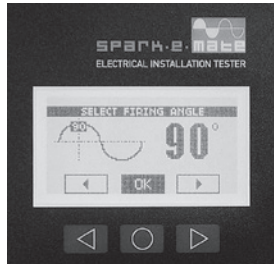 spark.e.mate
ELECTRICAL INSTALLATION TESTER
SELECT FIRING ANGLE
90
90°
OK